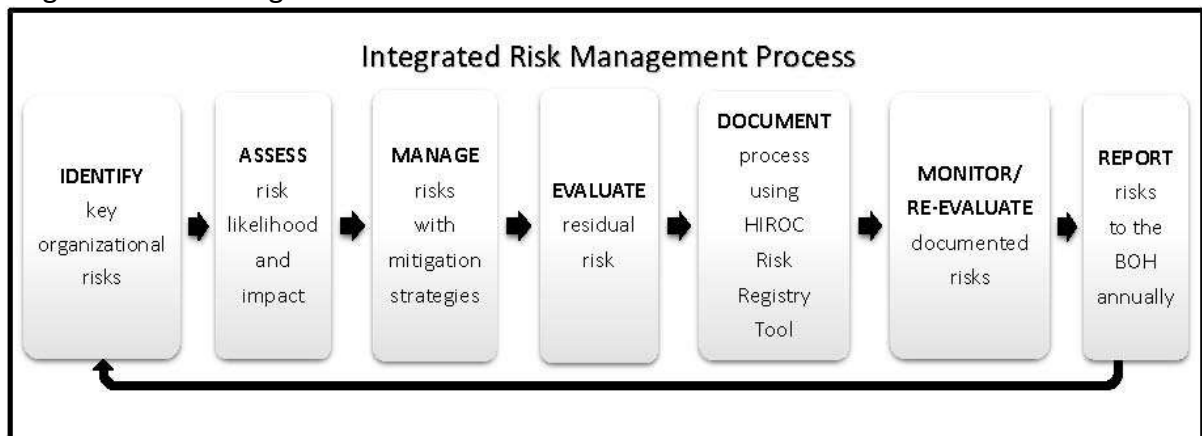 Integrated Risk Management Process
IDENTIFY
key
organizational
risks
ASSESS
risk
likelihood
and
impact
MANAGE
risks
with
mitigation
strategies
EVALUATE
residual
risk
DOCUMENT
process
using
HIROC
Risk
Registry
Tool
MONITOR/
RE-EVALUATE
documented
risks
REPORT
risks
to the
BOH
annually